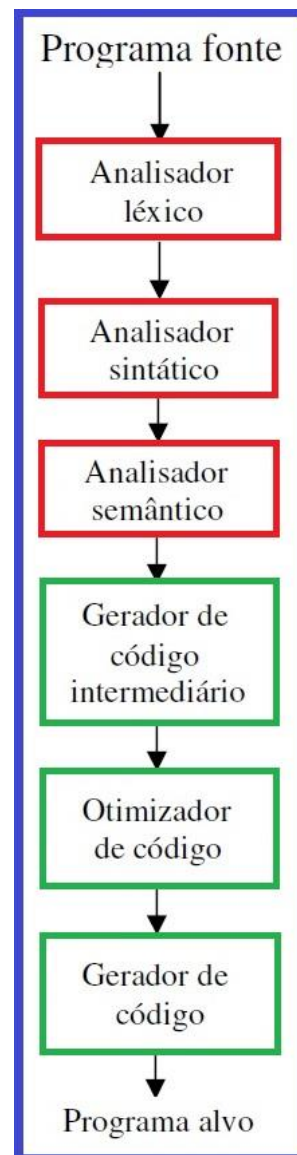 Programa fonte
Analisador
léxico
Analisador
sintático
Analisador
semântico
Gerador de
código
intermediário
Otimizador
de código
Gerador de
código
Programa alvo